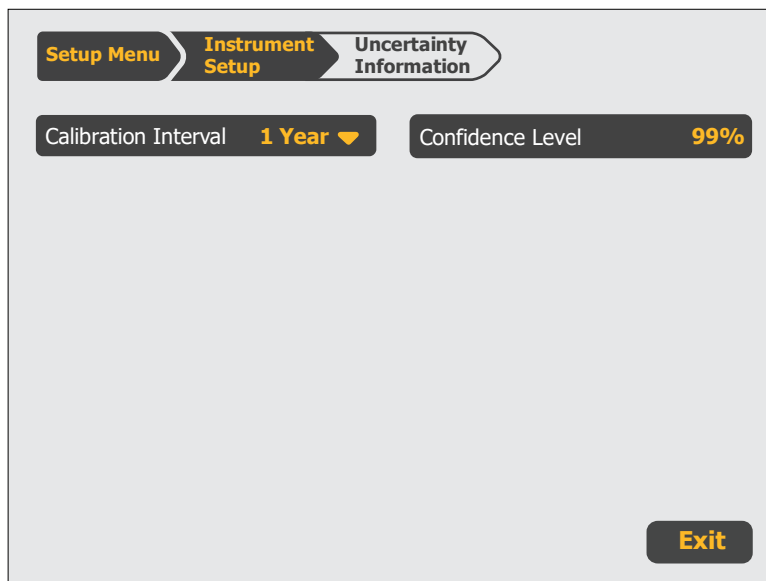 Setup Menu
Instrument
Setup
Uncertainty
Information
Calibration Interval 1 Year
Confidence Level 99%
Exit